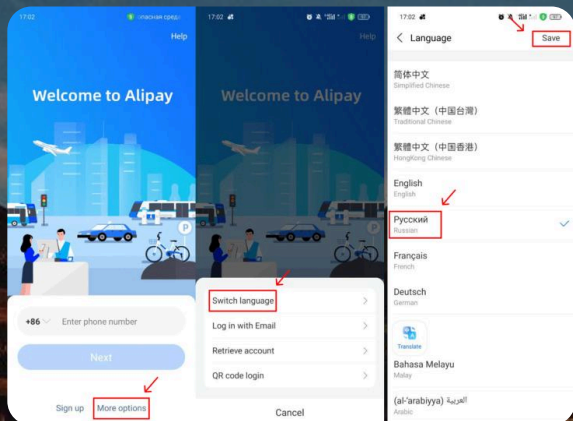 17:02
опасная среда
Help
Welcome to Alipay
P
+86
Enter phone number
Next
Sign up
More options
17:02
Help
Welcome to Alipay
P
Switch language
Log in with Email
Retrieve account
QR code login
Cancel
17:02
Language
Save
简体中文
Simplified Chinese
繁體中文（中国台灣）
Traditional Chinese
繁體中文（中国香港）
HongKong Chinese
English
English
Русский
Russian
Français
French
Deutsch
German
Translate
Bahasa Melayu
Malay
(al-'arabiyya) العربية
Arabic